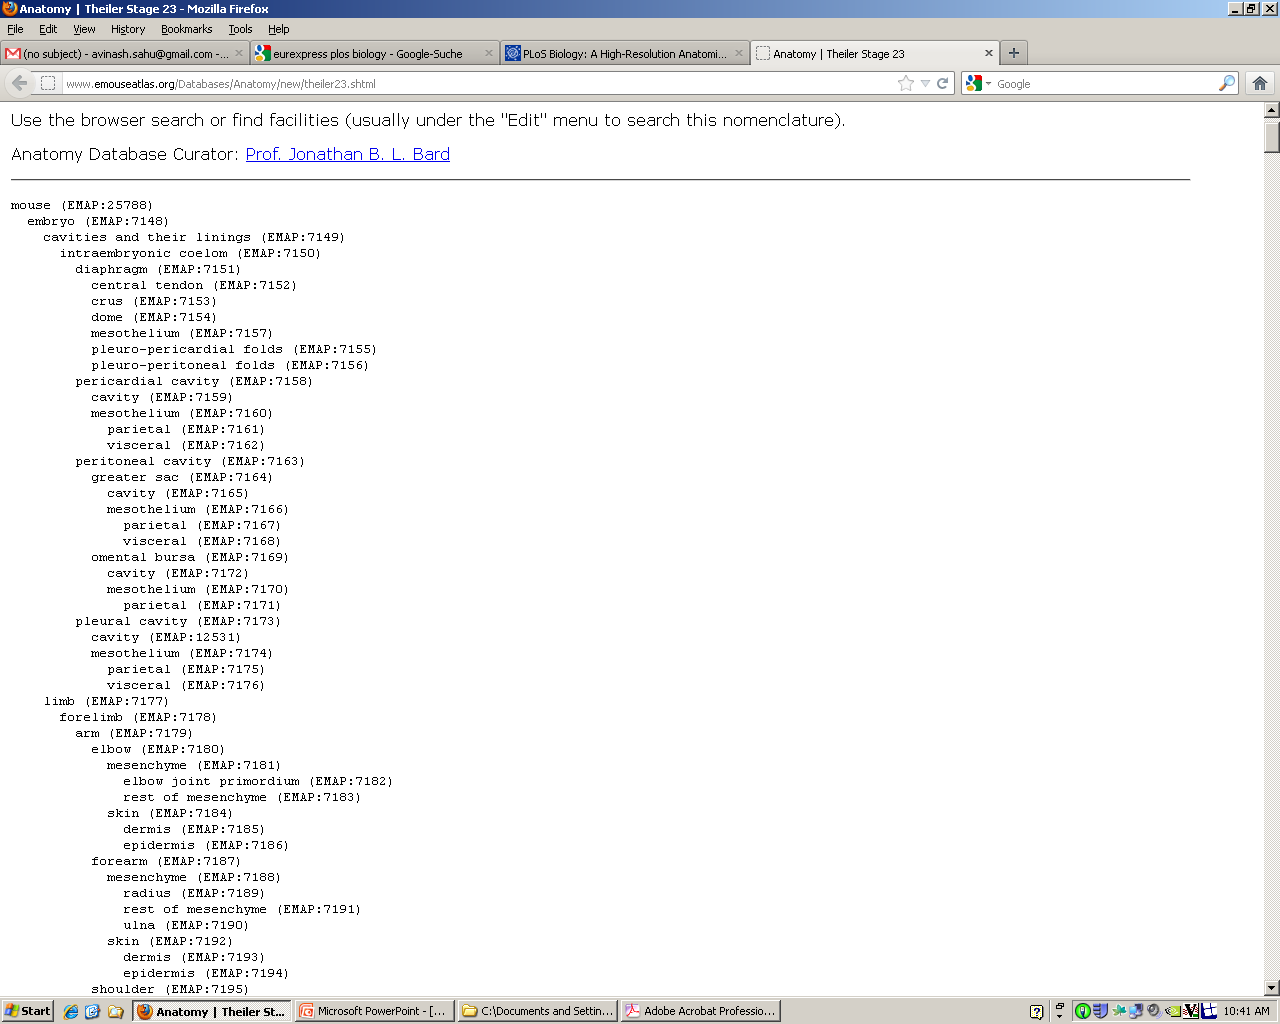 Anatomy | Theiler Stage 23 - Mozilla Firefox
File Edit View History Bookmarks Tools Help
(no subject) - avinash.sahu@gmail.com -... eurexpress plos biology - Google-Suche PLoS Biology: A High-Resolution Anatomi... Anatomy | Theiler Stage 23
www.emouseatlas.org/Databases/Anatomy/new/theiler23.shtml Google
Use the browser search or find facilities (usually under the "Edit" menu to search this nomenclature).
Anatomy Database Curator: Prof. Jonathan B. L. Bard
mouse (EMAP:25788)
embryo (EMAP:7148)
cavities and their linings (EMAP:7149)
intraembryonic coelom (EMAP:7150)
diaphragm (EMAP:7151)
central tendon (EMAP:7152)
crus (EMAP:7153)
dome (EMAP:7154)
mesothelium (EMAP:7157)
pleuro-pericardial folds (EMAP:7155)
pleuro-peritoneal folds (EMAP:7156)
pericardial cavity (EMAP:7158)
cavity (EMAP:7159)
mesothelium (EMAP:7160)
parietal (EMAP:7161)
visceral (EMAP:7162)
peritoneal cavity (EMAP:7163)
greater sac (EMAP:7164)
cavity (EMAP:7165)
mesothelium (EMAP:7166)
parietal (EMAP:7167)
visceral (EMAP:7168)
omental bursa (EMAP:7169)
cavity (EMAP:7172)
mesothelium (EMAP:7170)
parietal (EMAP:7171)
pleural cavity (EMAP:7173)
cavity (EMAP:12531)
mesothelium (EMAP:7174)
parietal (EMAP:7175)
visceral (EMAP:7176)
limb (EMAP:7177)
forelimb (EMAP:7178)
arm (EMAP:7179)
elbow (EMAP:7180)
mesenchyme (EMAP:7181)
elbow joint primordium (EMAP:7182)
rest of mesenchyme (EMAP:7183)
skin (EMAP:7184)
dermis (EMAP:7185)
epidermis (EMAP:7186)
forearm (EMAP:7187)
mesenchyme (EMAP:7188)
radius (EMAP:7189)
rest of mesenchyme (EMAP:7191)
ulna (EMAP:7190)
skin (EMAP:7192)
dermis (EMAP:7193)
epidermis (EMAP:7194)
shoulder (EMAP:7195)
Start Anatomy | Theiler St... Microsoft PowerPoint - [... C:\Documents and Settin... Adobe Acrobat Professio... 10:41 AM